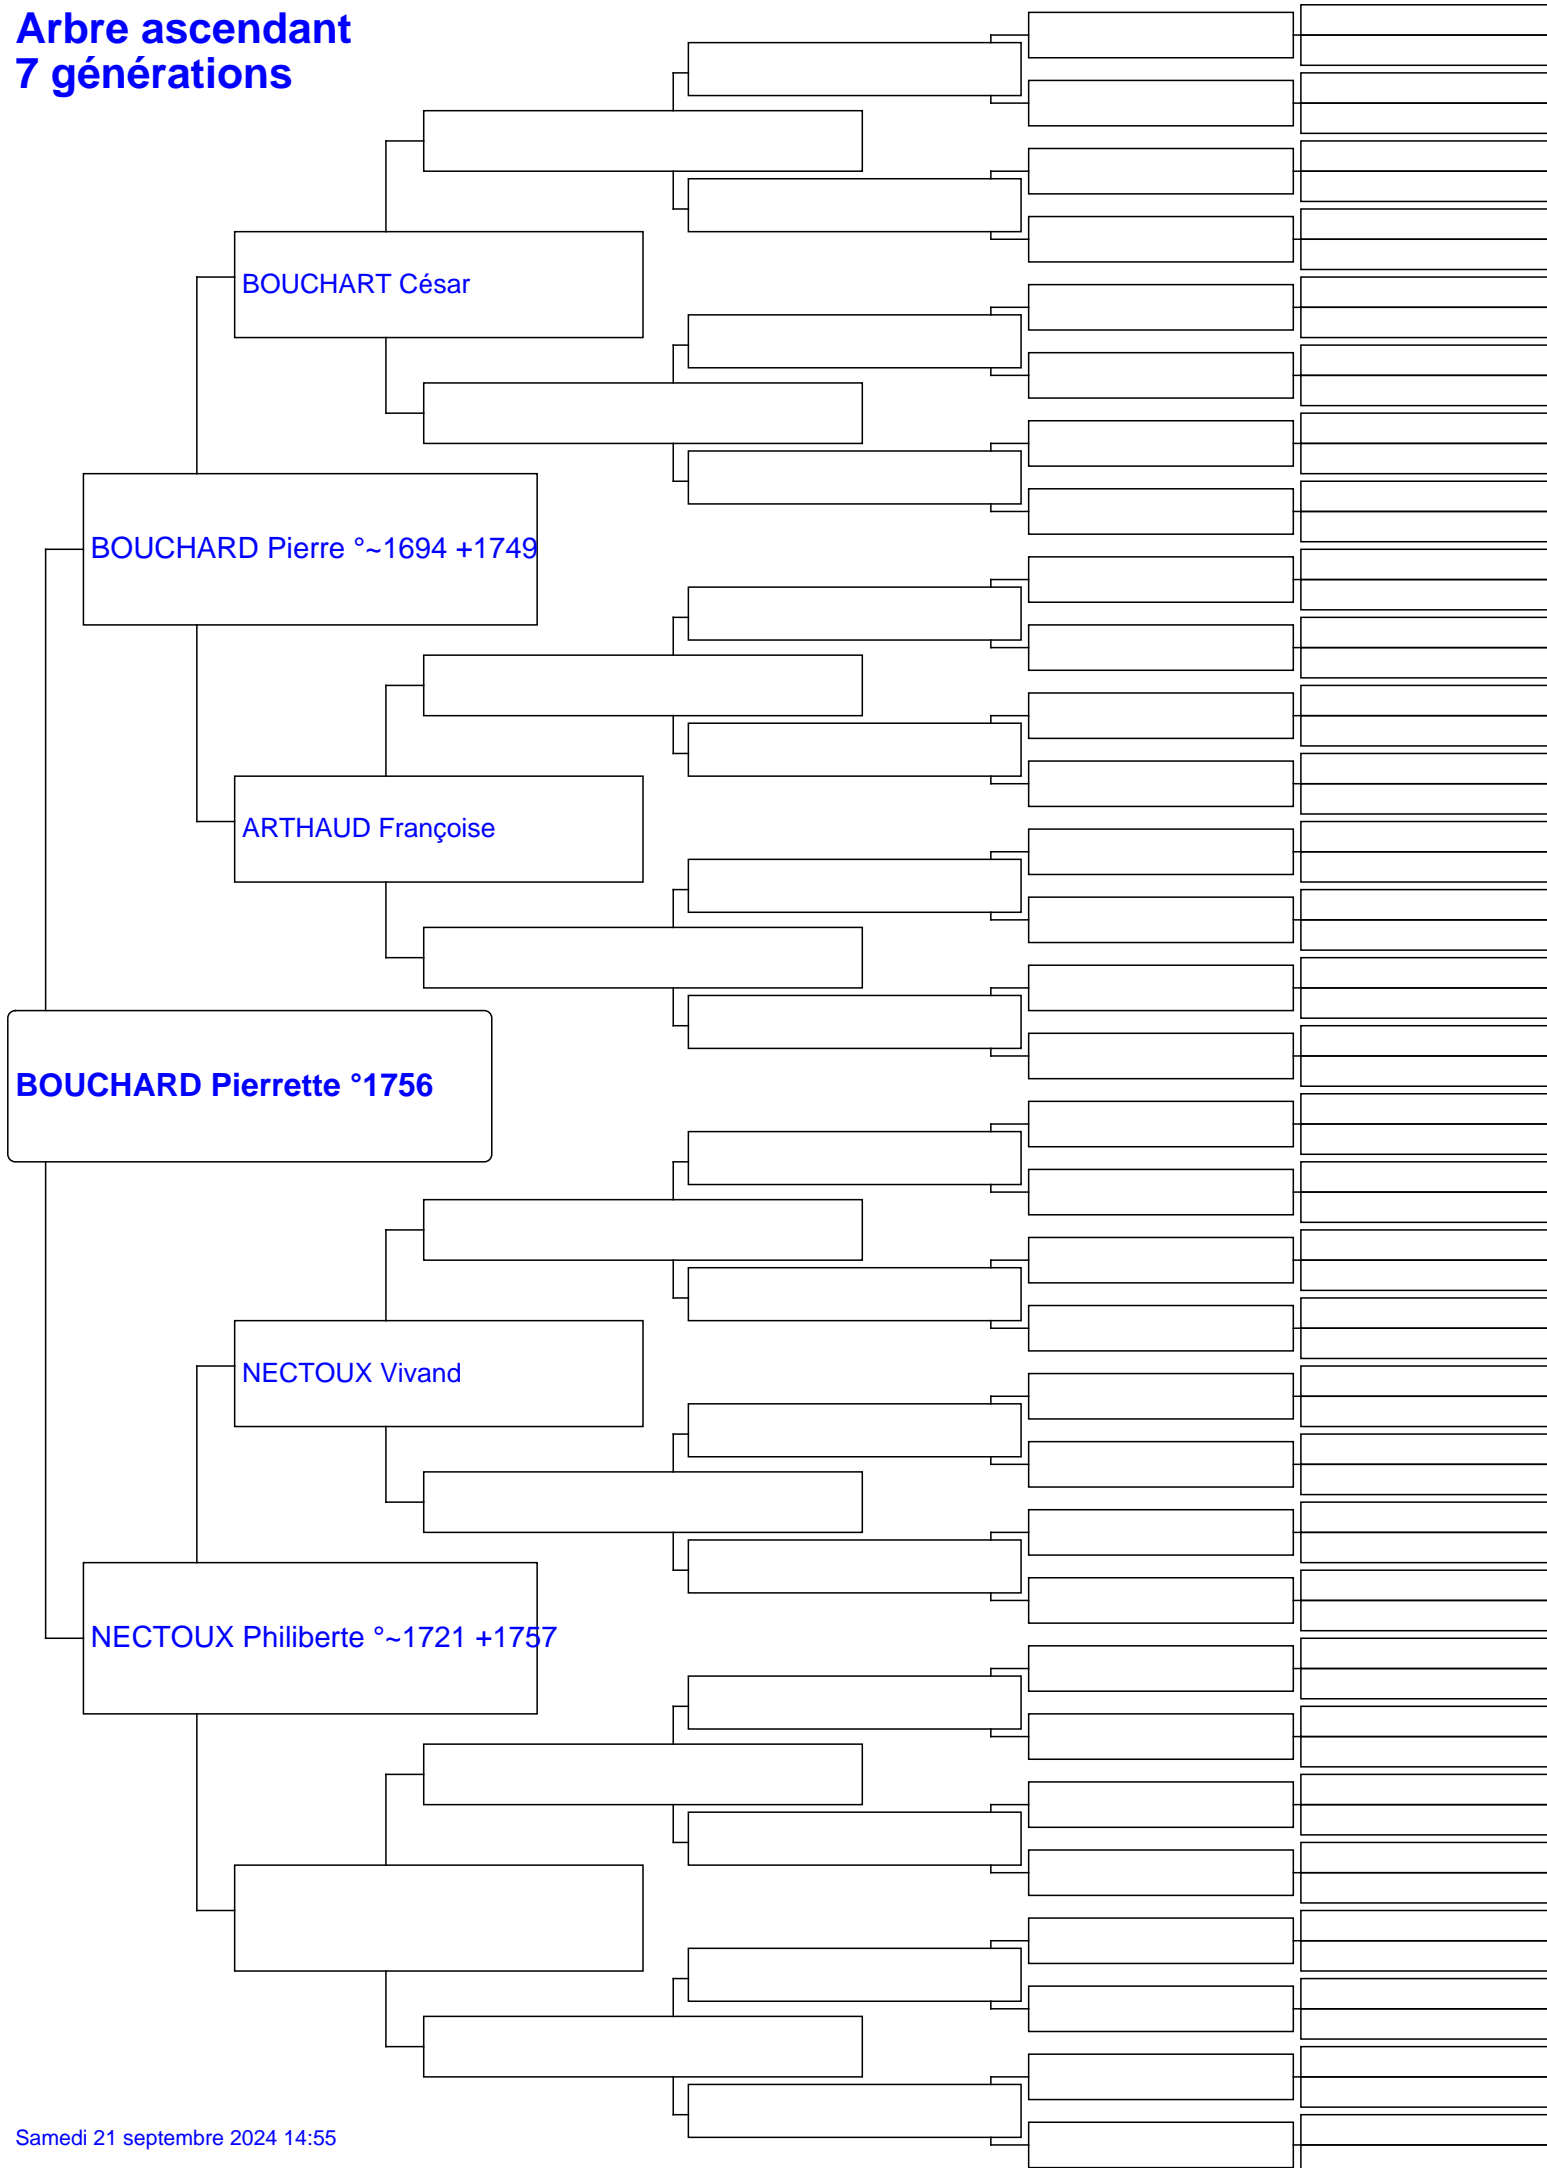 Arbre ascendant
7 générations
BOUCHART César
BOUCHARD Pierre °~1694 +1749
ARTHAUD Françoise
BOUCHARD Pierrette °1756
NECTOUX Vivand
NECTOUX Philiberte °~1721 +1757
Samedi 21 septembre 2024 14:55